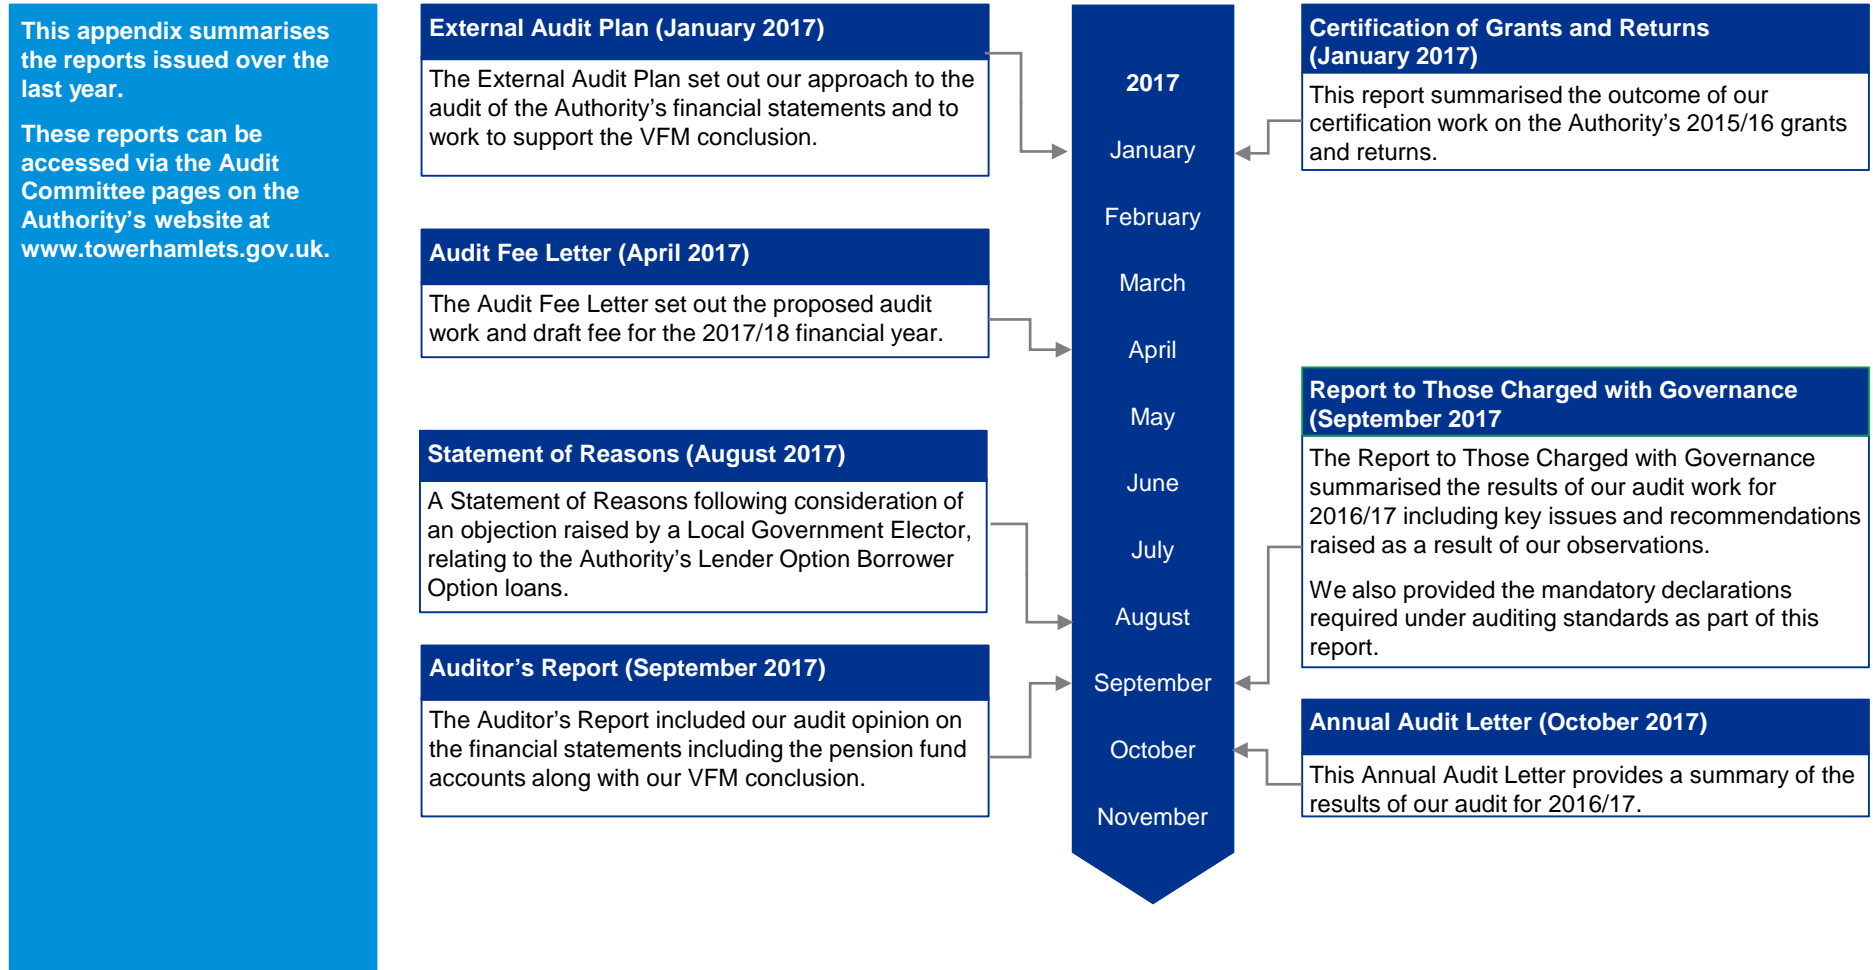 This appendix summarises
the reports issued over the
last year.
These reports can be
accessed via the Audit
Committee pages on the
Authority’s website at
www.towerhamlets.gov.uk.
External Audit Plan (January 2017)
The External Audit Plan set out our approach to the
audit of the Authority’s financial statements and to
work to support the VFM conclusion.
Audit Fee Letter (April 2017)
The Audit Fee Letter set out the proposed audit
work and draft fee for the 2017/18 financial year.
Statement of Reasons (August 2017)
A Statement of Reasons following consideration of
an objection raised by a Local Government Elector,
relating to the Authority’s Lender Option Borrower
Option loans.
Auditor’s Report (September 2017)
The Auditor’s Report included our audit opinion on
the financial statements including the pension fund
accounts along with our VFM conclusion.
2017
January
February
March
April
May
June
July
August
September
October
November
Certification of Grants and Returns
(January 2017)
This report summarised the outcome of our
certification work on the Authority’s 2015/16 grants
and returns.
Report to Those Charged with Governance
(September 2017
The Report to Those Charged with Governance
summarised the results of our audit work for
2016/17 including key issues and recommendations
raised as a result of our observations.
We also provided the mandatory declarations
required under auditing standards as part of this
report.
Annual Audit Letter (October 2017)
This Annual Audit Letter provides a summary of the
results of our audit for 2016/17.